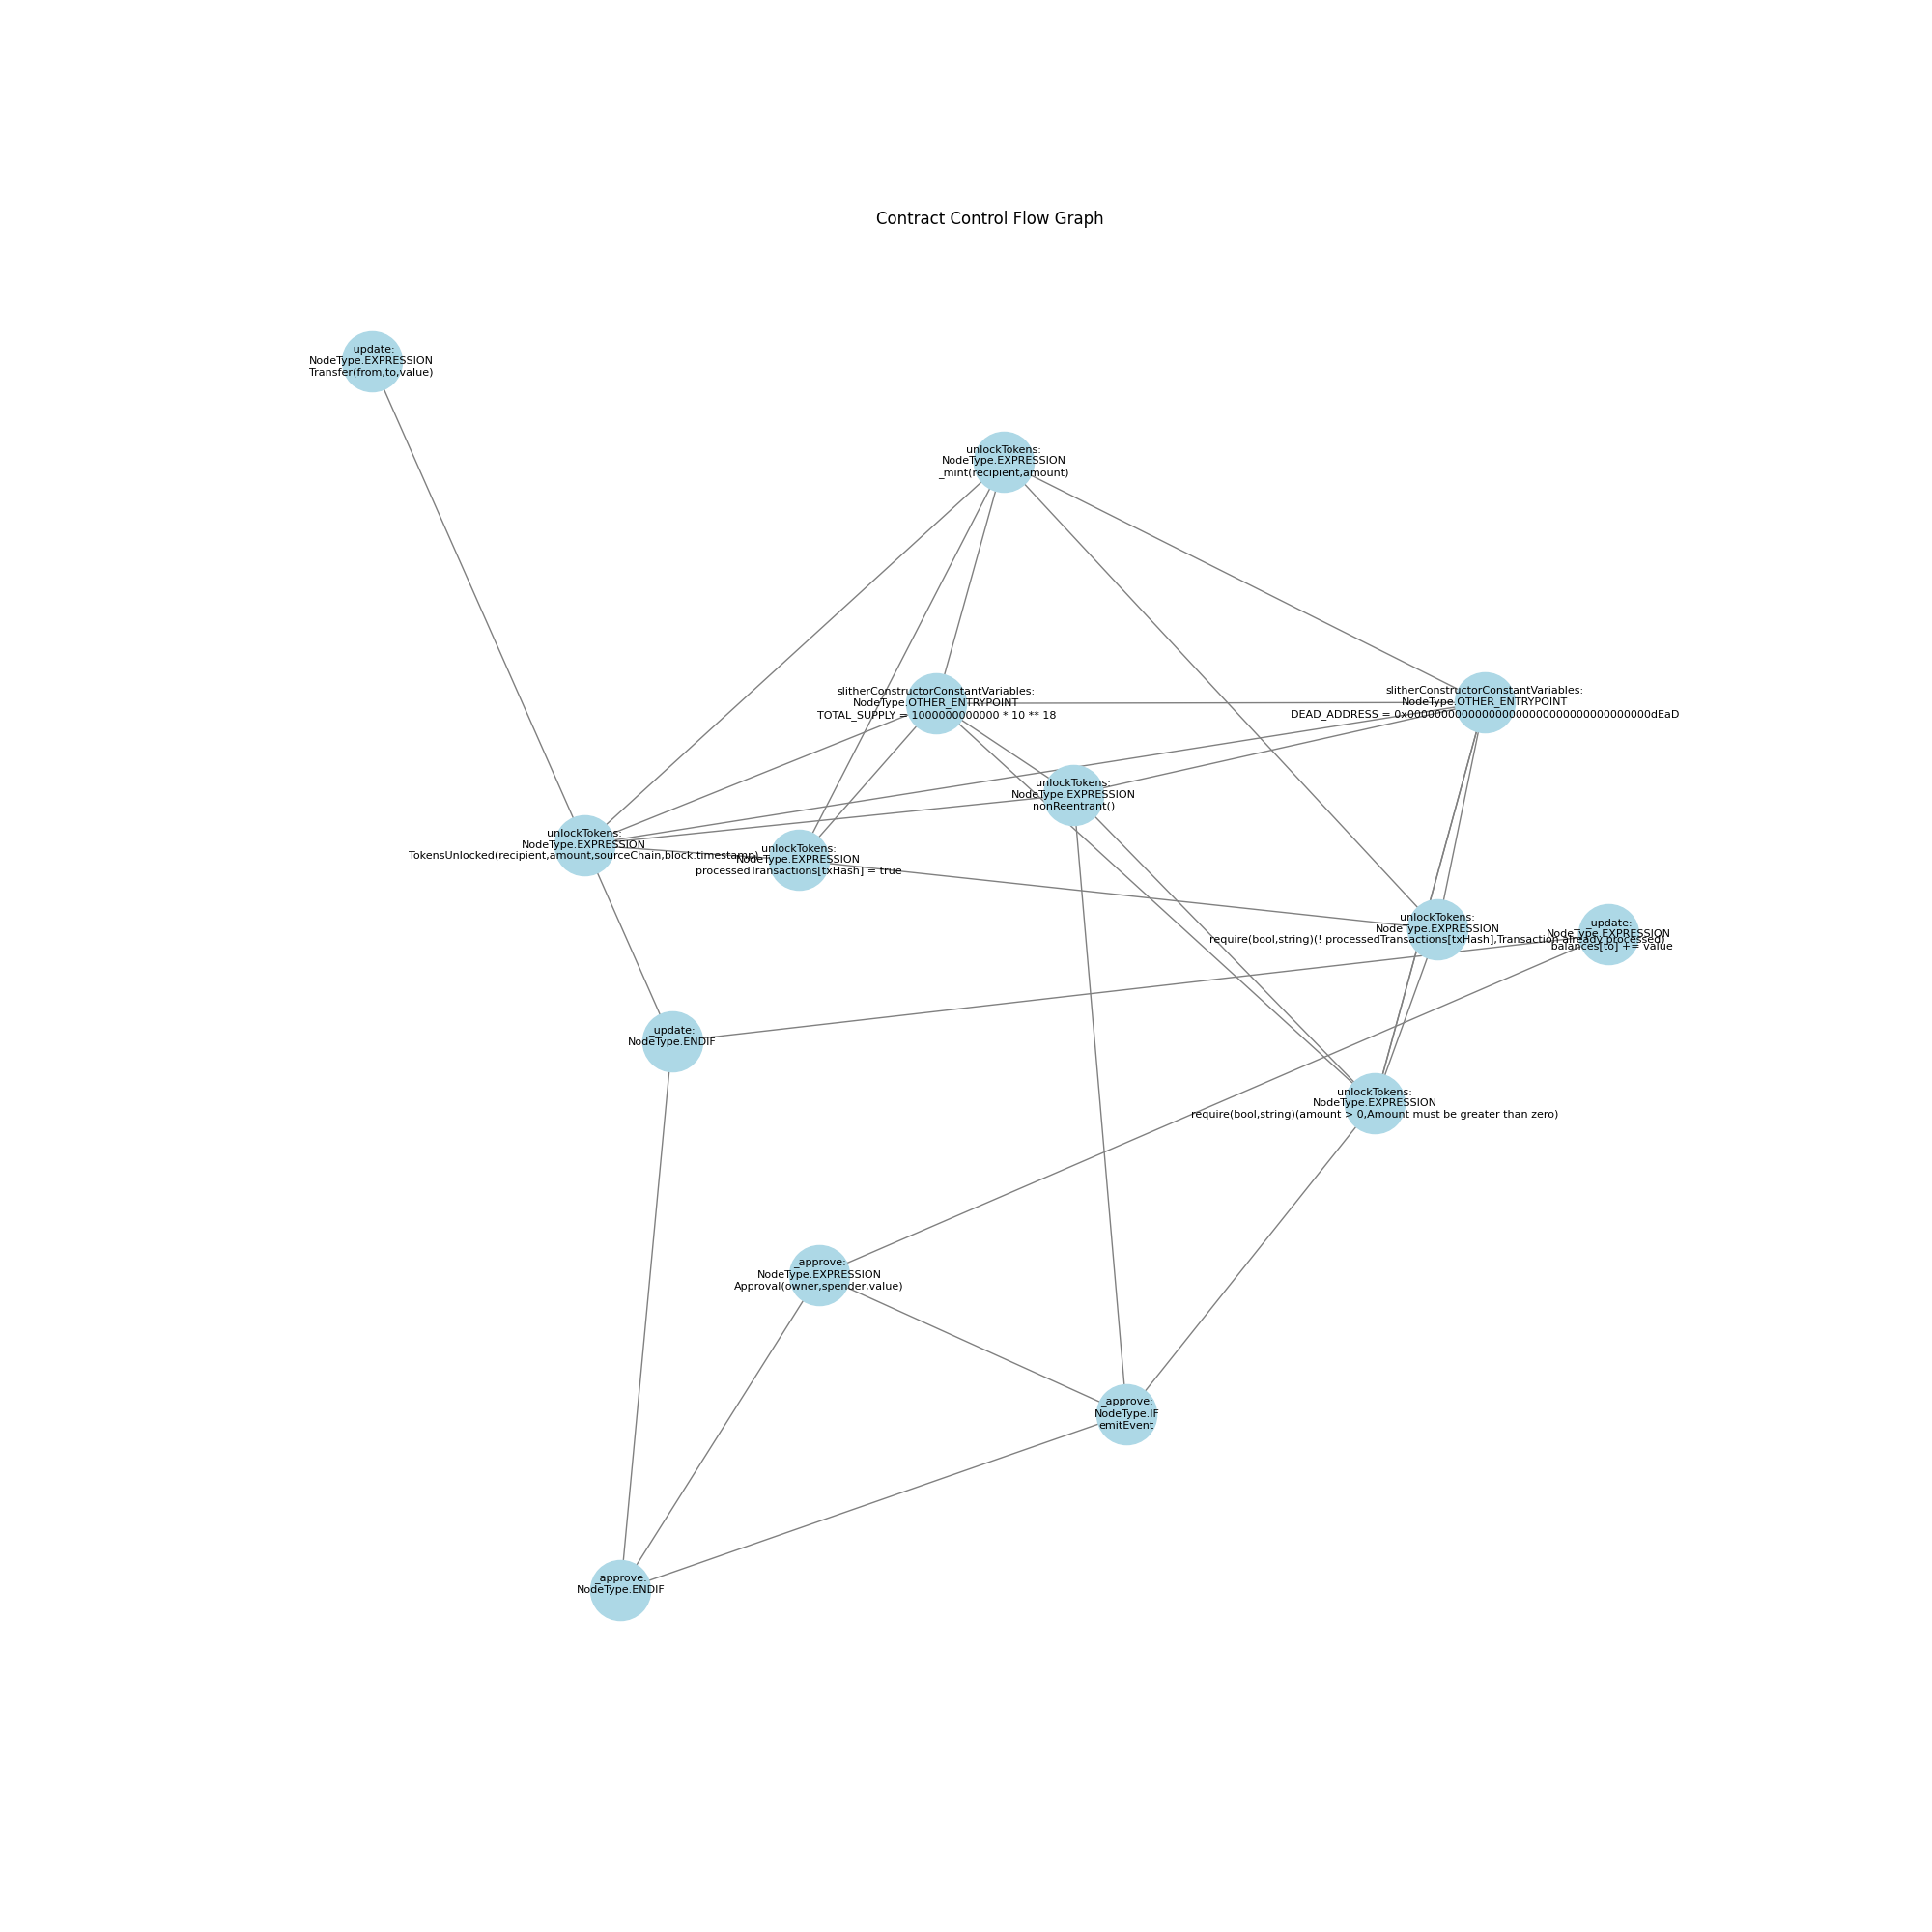 Contract Control Flow Graph
_update:
NodeType.EXPRESSION
Transfer(from,to,value)
unlockTokens:
NodeType.EXPRESSION
_mint(recipient,amount)
slitherConstructorConstantVariables:
NodeType.OTHER_ENTRYPOINT
TOTAL_SUPPLY = 1000000000000 * 10 ** 18
slitherConstructorConstantVariables:
NodeType.OTHER_ENTRYPOINT
DEAD_ADDRESS = 0x000000000000000000000000000000000000dEaD
unlockTokens:
NodeType.EXPRESSION
nonReentrant()
unlockTokens:
NodeType.EXPRESSION
TokensUnlocked(recipient,amount,sourceChain,block.timestamp)
unlockTokens:
NodeType.EXPRESSION
processedTransactions[txHash] = true
unlockTokens:
NodeType.EXPRESSION
require(bool,string)(! processedTransactions[txHash],Transaction already processed)
_update:
NodeType.EXPRESSION
_balances[to] += value
_update:
NodeType.ENDIF
unlockTokens:
NodeType.EXPRESSION
require(bool,string)(amount > 0,Amount must be greater than zero)
_approve:
NodeType.EXPRESSION
Approval(owner,spender,value)
_approve:
NodeType.IF
emitEvent
_approve:
NodeType.ENDIF